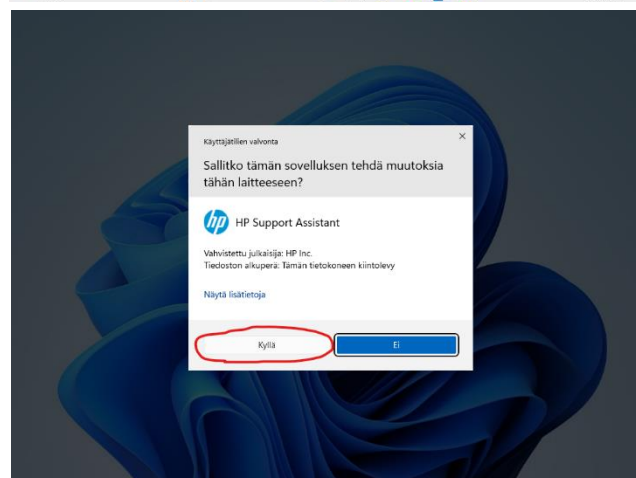 Käyttäjätilien valvonta
Sallitko tämän sovelluksen tehdä muutoksia
tähän laitteeseen?
hp HP Support Assistant
Vahvistettu julkaisija: HP Inc.
Tiedoston alkuperä: Tämän tietokoneen kiintolevy
Näytä lisätietoja
Kyllä Ei